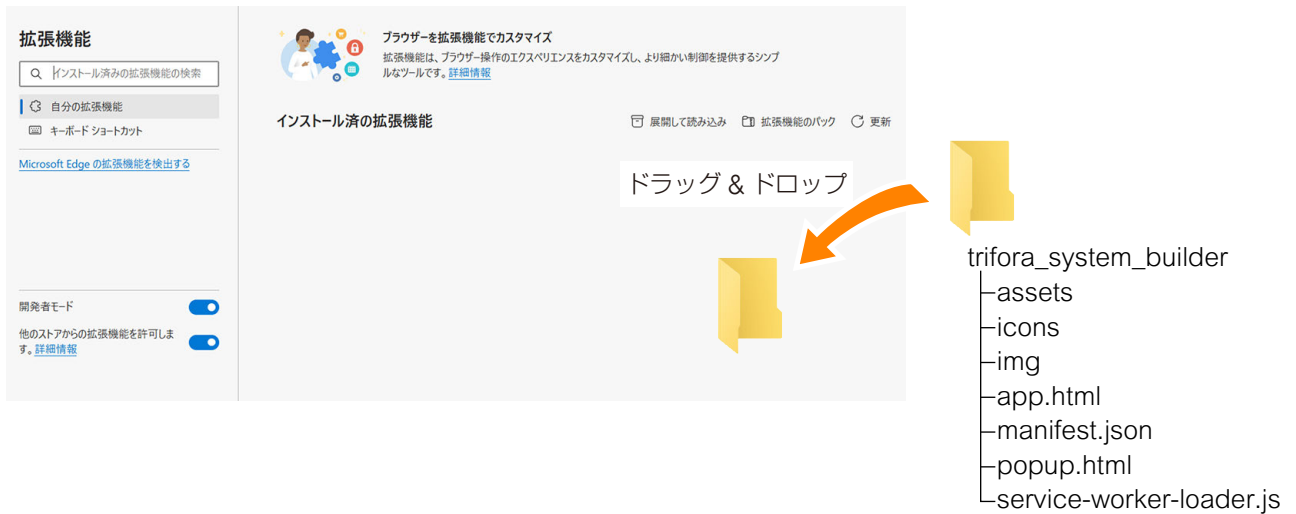 拡張機能
インストール済みの拡張機能の検索
自分の拡張機能
キーボード ショートカット
Microsoft Edge の拡張機能を検出する
開発者モード
他のストアからの拡張機能を許可しま
す。詳細情報
ブラウザーを拡張機能でカスタマイズ
拡張機能は、ブラウザー操作のエクスペリエンスをカスタマイズし、より細かい制御を提供するシンプ
ルなツールです。詳細情報
インストール済の拡張機能
展開して読み込み 拡張機能のパック 更新
ドラッグ & ドロップ
trifora_system_builder
assets
icons
img
app.html
manifest.json
popup.html
service-worker-loader.js